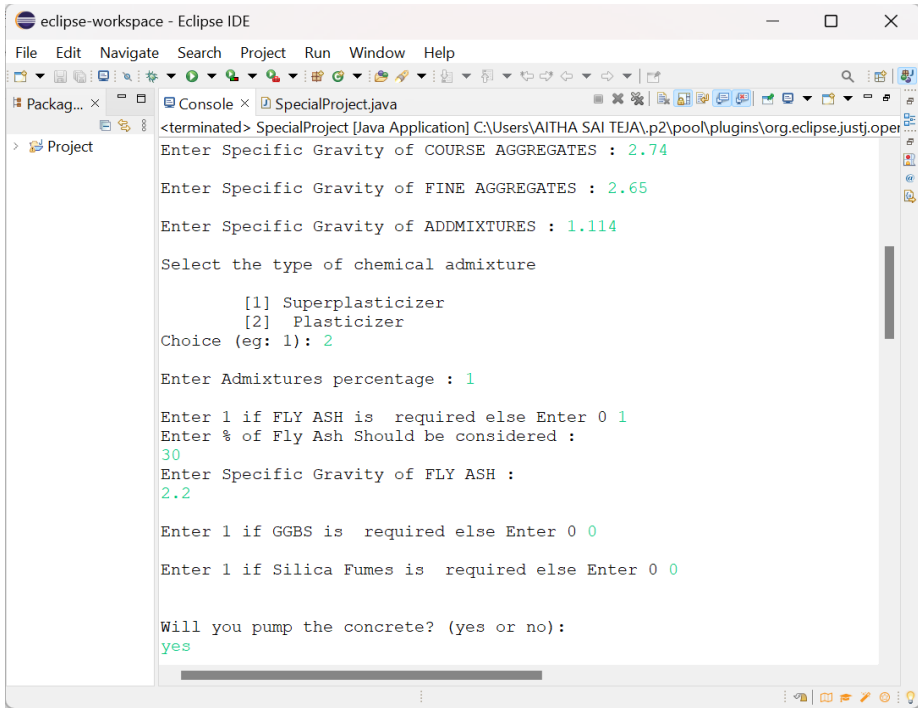 eclipse-workspace - Eclipse IDE
File Edit Navigate Search Project Run Window Help
Packag...
Console
SpecialProject.java
<terminated> SpecialProject [Java Application] C:\Users\AITHA SAI TEJA\.p2\pool\plugins\org.eclipse.justj.oper
Project
Enter Specific Gravity of COURSE AGGREGATES : 2.74
Enter Specific Gravity of FINE AGGREGATES : 2.65
Enter Specific Gravity of ADDMIXTURES : 1.114
Select the type of chemical admixture
[1] Superplasticizer
[2] Plasticizer
Choice (eg: 1): 2
Enter Admixtures percentage : 1
Enter 1 if FLY ASH is required else Enter 0 1
Enter % of Fly Ash Should be considered :
30
Enter Specific Gravity of FLY ASH :
2.2
Enter 1 if GGBS is required else Enter 0 0
Enter 1 if Silica Fumes is required else Enter 0 0
Will you pump the concrete? (yes or no):
yes